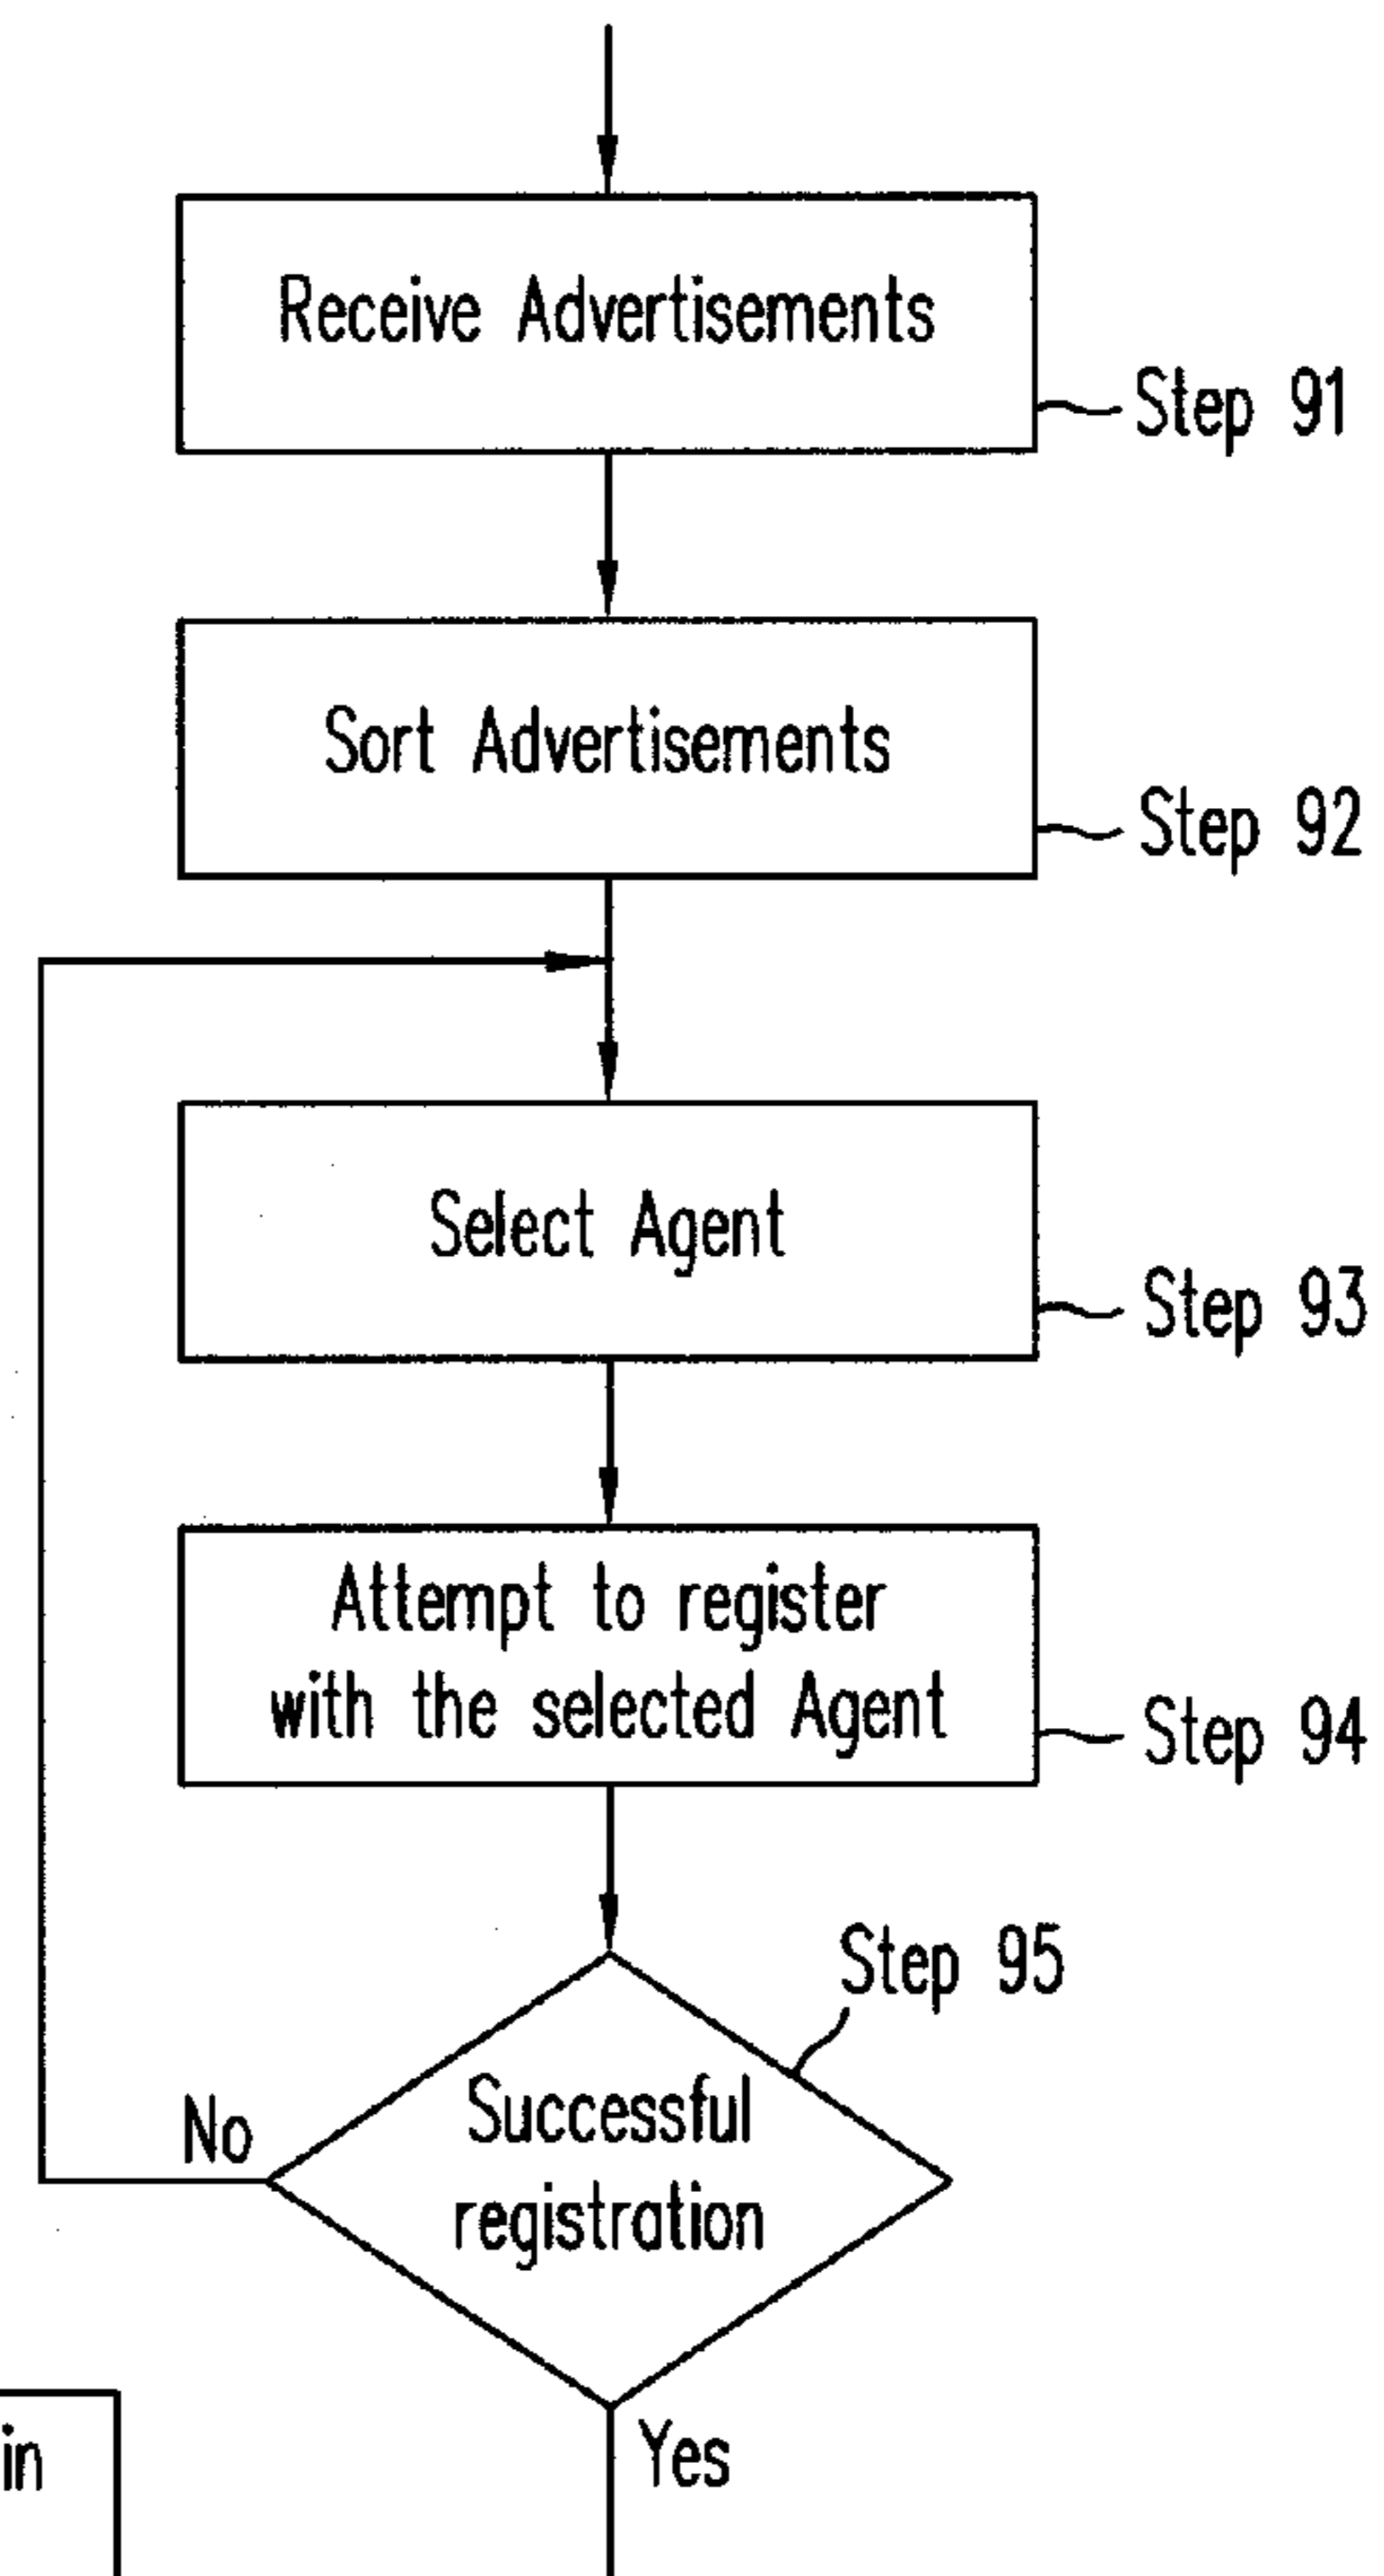 Receive Advertisements
Step 91
Sort Advertisements
Step 92
Select Agent
Step 93
Attempt to register
with the selected Agent
Step 94
Step 95
Successful
registration
No
Yes
in